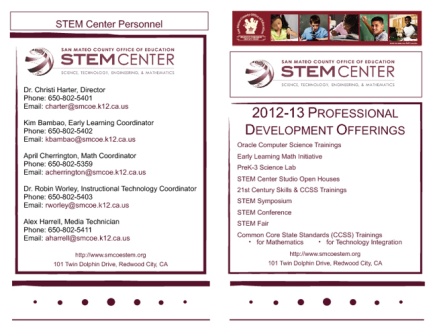 STEM Center Personnel
SAN MATEO COUNTY OFFICE OF EDUCATION
STEMCENTER
SCIENCE, TECHNOLOGY, ENGINEERING, & MATHEMATICS
Dr. Christi Harter, Director
Phone: 650-802-5401
Email: charter@smcoe.k12.ca.us
Kim Bambao, Early Learning Coordinator
Phone: 650-802-5402
Email: kbambao@smcoe.k12.ca.us
April Cherrington, Math Coordinator
Phone: 650-802-5359
Email: acherrington@smcoe.k12.ca.us
Dr. Robin Worley, Instructional Technology Coordinator
Phone: 650-802-5403
Email: rworley@smcoe.k12.ca.us
Alex Harrell, Media Technician
Phone: 650-802-5411
Email: aharrell@smcoe.k12.ca.us
http://www.smcoestem.org
101 Twin Dolphin Drive, Redwood City, CA
SAN MATEO COUNTY OFFICE OF EDUCATION
STEMCENTER
SCIENCE, TECHNOLOGY, ENGINEERING, & MATHEMATICS
2012-13 PROFESSIONAL
DEVELOPMENT OFFERINGS
Oracle Computer Science Trainings
Early Learning Math Initiative
PreK-3 Science Lab
STEM Center Studio Open Houses
21st Century Skills & CCSS Trainings
STEM Symposium
STEM Conference
STEM Fair
Common Core State Standards (CCSS) Trainings
• for Mathematics • for Technology Integration
http://www.smcoestem.org
101 Twin Dolphin Drive, Redwood City, CA